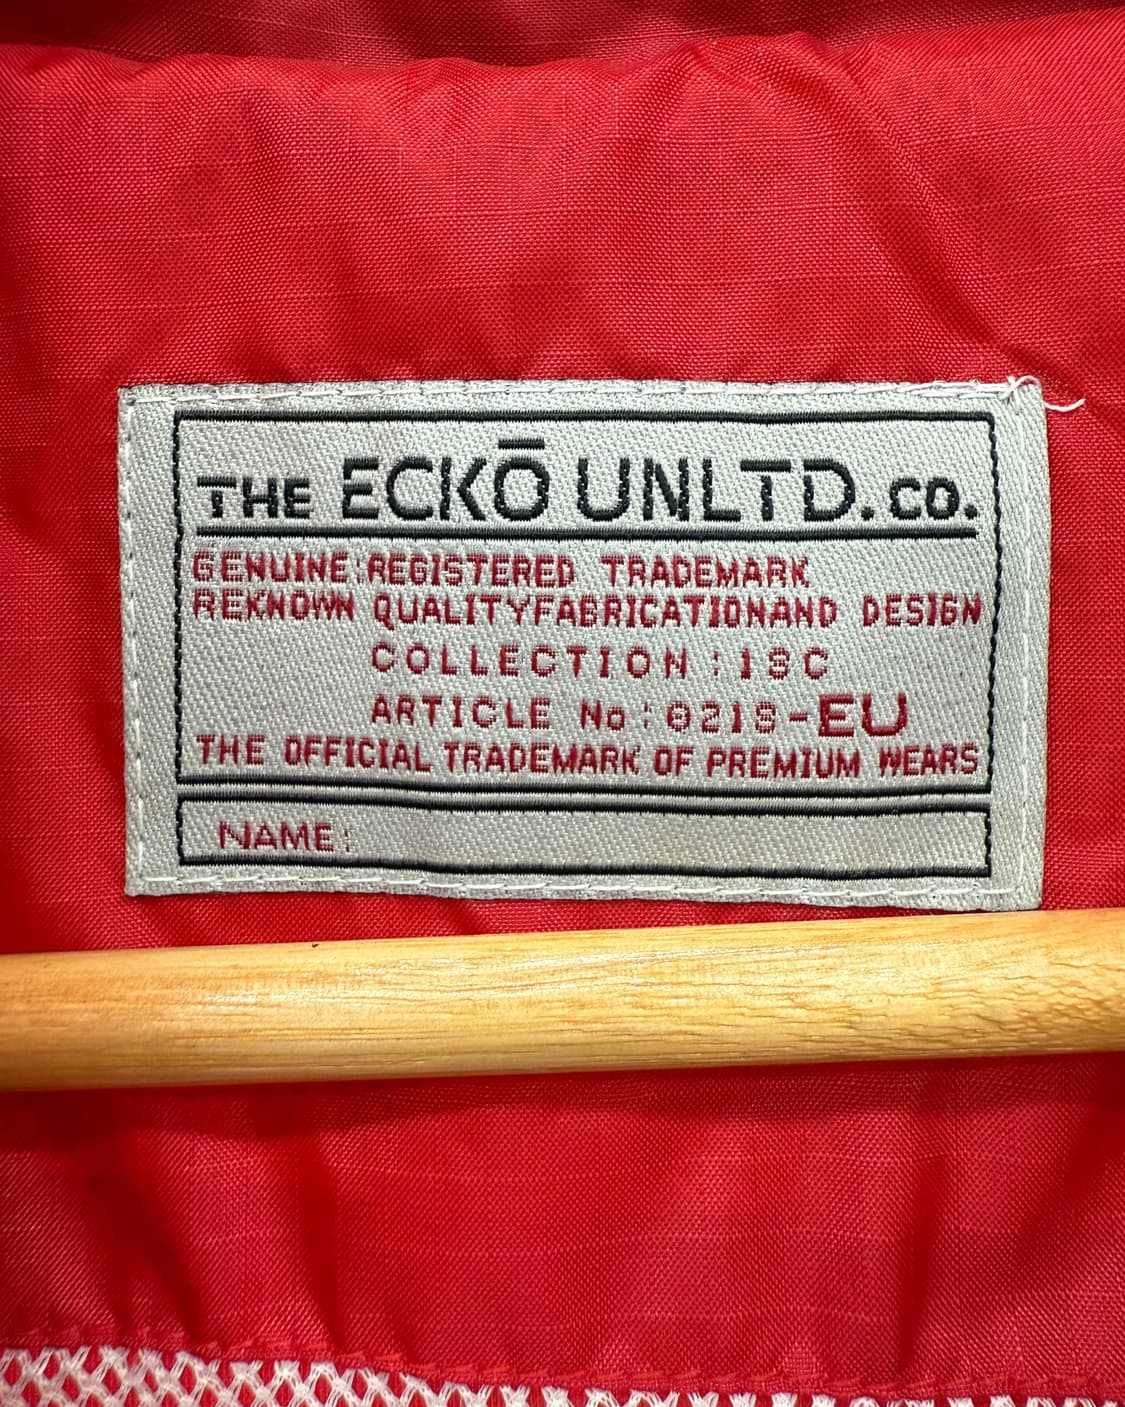 THE ECKŌ UNLTD. CO.
GENUINE:REGISTERED TRADEMARK
REKNOWN QUALITYFABRICATIONAND DESIGN
COLLECTION:18C
ARTICLE No:0218-EU
THE OFFICIAL TRADEMARK OF PREMIUM WEARS
NAME: